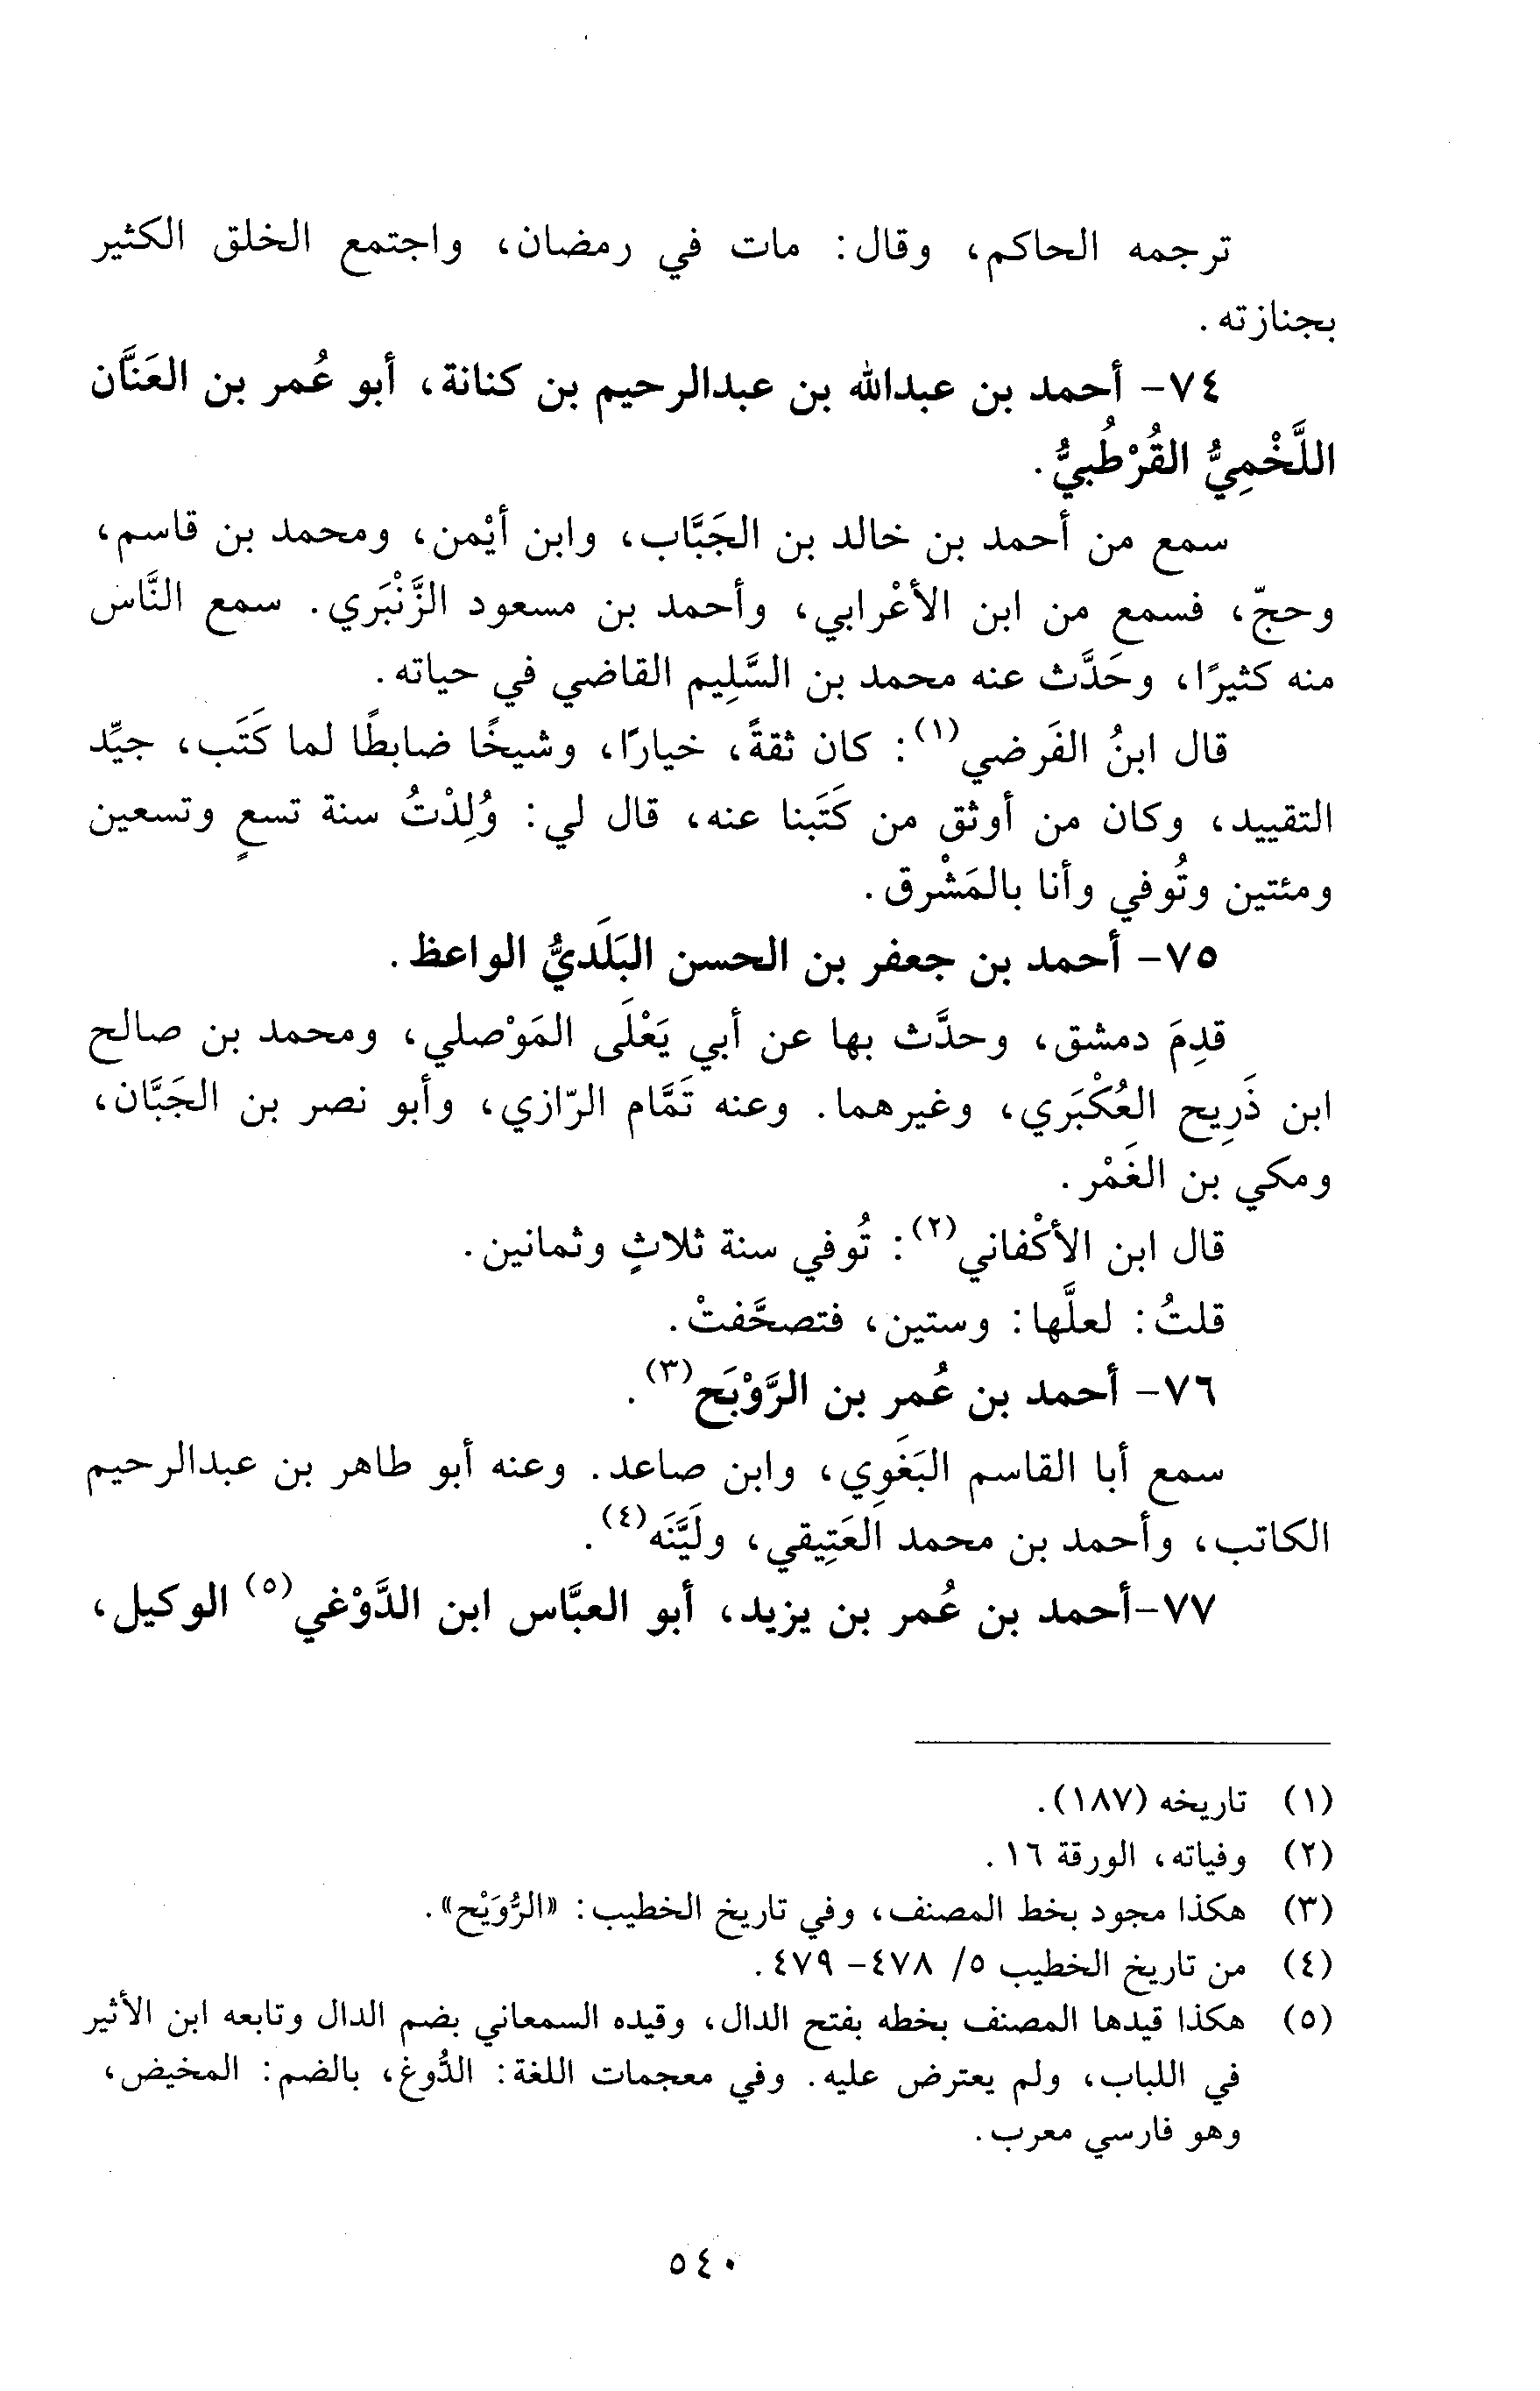 ترجمه الحاكم، وقال: مات في رمضان، واجتمع الخلق الكثير
بجنازته.
٧٤- أحمد بن عبدالله بن عبدالرحيم بن كنانة، أبو عُمر بن العَنَّان
اللَّخْمِيُّ القُرْطُبيُّ.
سمع من أحمد بن خالد بن الجَبَّاب، وابن أيْمن، ومحمد بن قاسم،
وحجّ، فسمع من ابن الأعْرابي، وأحمد بن مسعود الزَّنْبَري. سمع النَّاس
منه كثيرًا، وحَدَّث عنه محمد بن السَّلِيم القاضي في حياته.
قال ابنُ الفَرضي(١): كان ثقةً، خيارًا، وشيخًا ضابطًا لما كَتَب، جيِّد
التقييد، وكان من أوثق من كَتَبنا عنه، قال لي: وُلِدْتُ سنة تسعٍ وتسعين
ومئتين وتُوفي وأنا بالمَشْرق.
٧٥- أحمد بن جعفر بن الحسن البَلَديُّ الواعظ.
قدِمَ دمشق، وحدَّث بها عن أبي يَعْلَى المَوْصلي، ومحمد بن صالح
ابن ذَرِيح العُكْبَري، وغيرهما. وعنه تَمَّام الرّازي، وأبو نصر بن الجَبَّان،
ومكي بن الغَمْر.
قال ابن الأكْفاني(٢): تُوفي سنة ثلاثٍ وثمانين.
قلتُ: لعلَّها: وستين، فتصحَّفتْ.
٧٦- أحمد بن عُمر بن الرَّوْبَح(٣).
سمع أبا القاسم البَغَوِي، وابن صاعد. وعنه أبو طاهر بن عبدالرحيم
الكاتب، وأحمد بن محمد العَتِيقي، ولَيَّنَه(٤).
٧٧-أحمد بن عُمر بن يزيد، أبو العبَّاس ابن الدَّوْغي(٥) الوكيل،
(١) تاريخه (١٨٧).
(٢) وفياته، الورقة ١٦.
(٣) هكذا مجود بخط المصنف، وفي تاريخ الخطيب: «الرُّوَيْح».
(٤) من تاريخ الخطيب ٥/ ٤٧٨- ٤٧٩.
(٥) هكذا قيدها المصنف بخطه بفتح الدال، وقيده السمعاني بضم الدال وتابعه ابن الأثير
في اللباب، ولم يعترض عليه. وفي معجمات اللغة: الدُّوغ، بالضم: المخيض،
وهو فارسي معرب.
٥٤٠